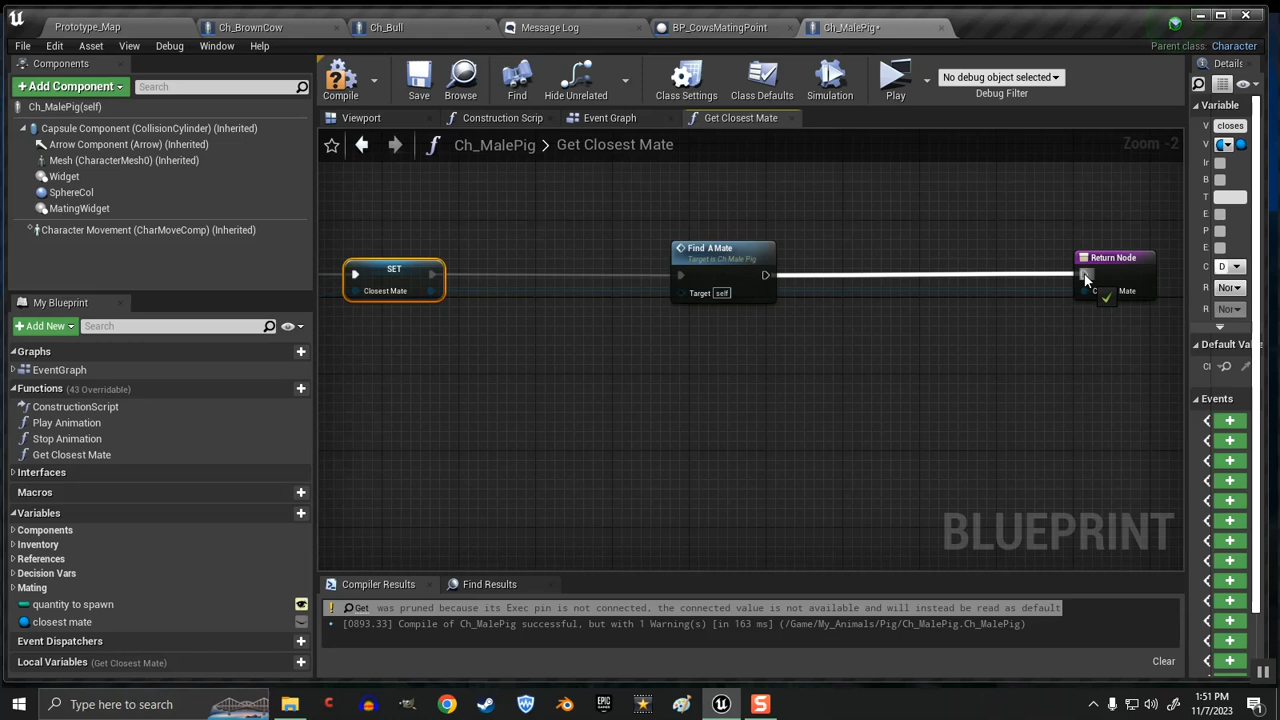 Prototype_Map
Ch_BrownCow
Ch_Bull
Message Log
BP_CowsMatingPoint
Ch_MalePig•
File
Edit
Asset
View
Debug
Window
Help
Parent class: Character
Components
+Add Component
Search
Ch_MalePig(self)
Capsule Component (CollisionCylinder) (Inherited)
Arrow Component (Arrow) (Inherited)
Mesh (CharacterMesh0) (Inherited)
Widget
SphereCol
MatingWidget
Character Movement (CharMoveComp) (Inherited)
My Blueprint
+Add New
Search
Graphs
EventGraph
Functions (43 Overridable)
ConstructionScript
Play Animation
Stop Animation
Get Closest Mate
Interfaces
Macros
Variables
Components
Inventory
References
Decision Vars
Mating
quantity to spawn
closest mate
Event Dispatchers
Local Variables (Get Closest Mate)
Compile
Save
Browse
Find
Hide Unrelated
Class Settings
Class Defaults
Simulation
Play
No debug object selected
Debug Filter
Viewport
Construction Scrip
Event Graph
Get Closest Mate
Ch_MalePig > Get Closest Mate
Zoom -2
SET
Closest Mate
Find A Mate
Target is Ch Male Pig
Target self
Return Node
Mate
BLUEPRINT
Compiler Results
Find Results
Get was pruned because its Exec pin is not connected, the connected value is not available and will instead be read as default
[0893.33] Compile of Ch_MalePig successful, but with 1 Warning(s) [in 163 ms] (/Game/My_Animals/Pig/Ch_MalePig.Ch_MalePig)
Clear
Details
Variable
V closes
V
Ir
B
T
E
P
E
C D
R Nor
R Nor
Default Val
Cl
Events
Type here to search
1:51 PM
11/7/2023